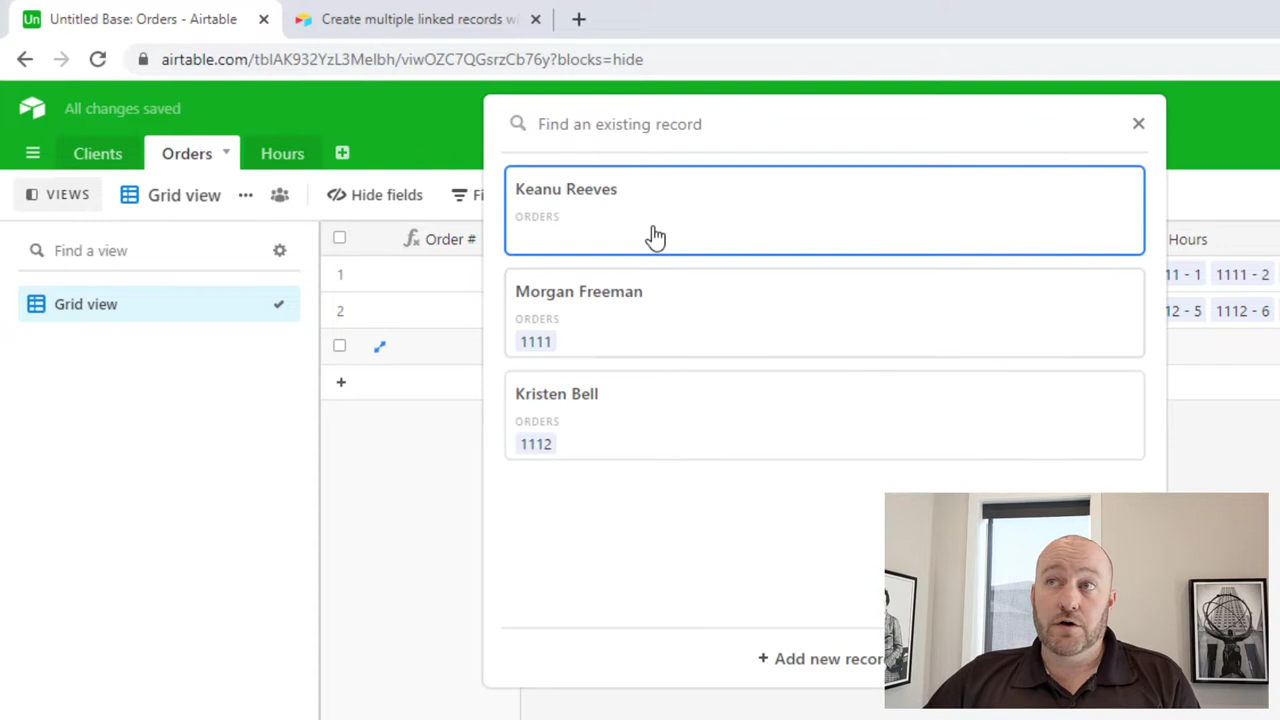 Un Untitled Base: Orders - Airtable
Create multiple linked records w
airtable.com/tblAK932YzL3Melbh/viwOZC7QGsrzCb76y?blocks=hide
All changes saved
Find an existing record
Clients Orders Hours
VIEWS Grid view ... Hide fields Fi
Find a view
Order #
Hours
Grid view
1
11 - 1 1111 - 2
2
12 - 5 1112 - 6
Keanu Reeves
ORDERS
Morgan Freeman
ORDERS
1111
Kristen Bell
ORDERS
1112
+ Add new recor